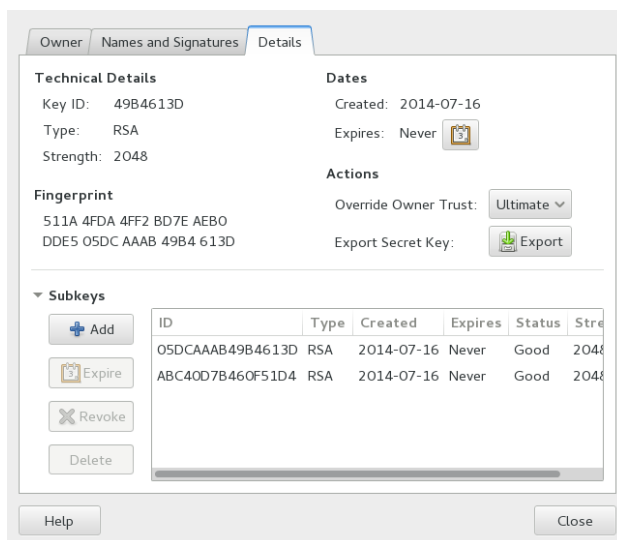 Owner Names and Signatures Details
Technical Details
Key ID: 49B4613D
Type: RSA
Strength: 2048
Fingerprint
511A 4FDA 4FF2 BD7E AEB0
DDE5 05DC AAAB 49B4 613D
Dates
Created: 2014-07-16
Expires: Never
Actions
Override Owner Trust: Ultimate
Export Secret Key: Export
Subkeys
Add
Expire
Revoke
Delete
ID Type Created Expires Status Stre
05DCAAAB49B4613D RSA 2014-07-16 Never Good 2048
ABC40D7B460F51D4 RSA 2014-07-16 Never Good 2048
Help Close